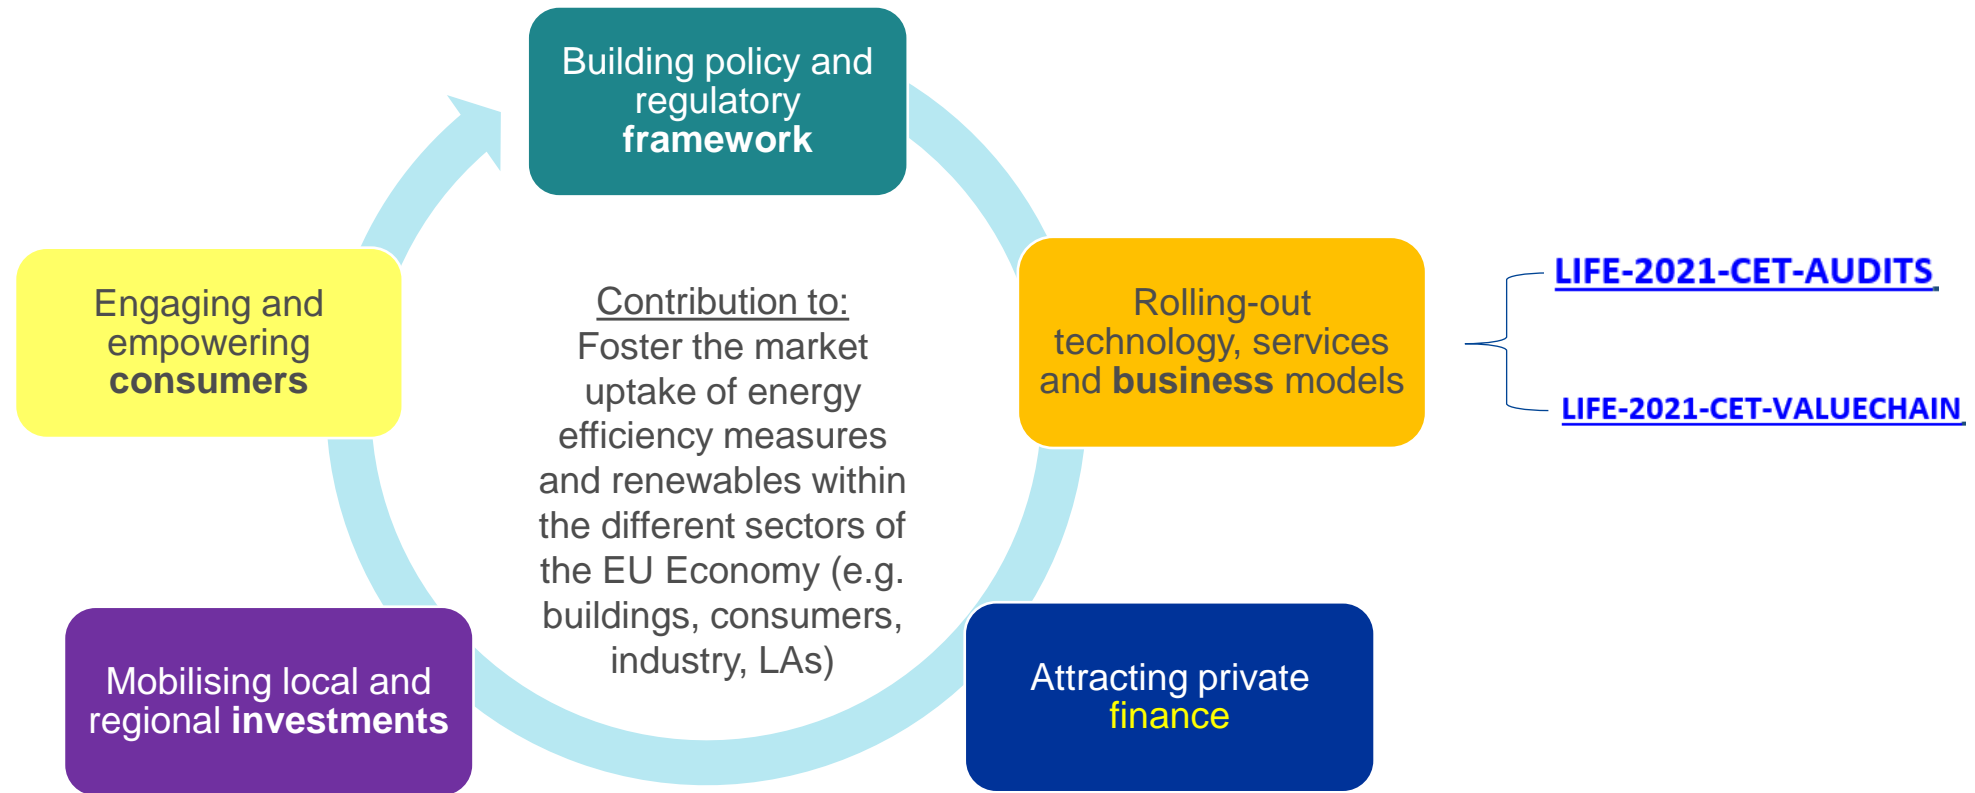 Building policy and
regulatory
framework
Engaging and
empowering
consumers
Contribution to:
Foster the market
uptake of energy
efficiency measures
and renewables within
the different sectors of
the EU Economy (e.g.
buildings, consumers,
industry, LAs)
Rolling-out
technology, services
and business models
LIFE-2021-CET-AUDITS
LIFE-2021-CET-VALUECHAIN
Mobilising local and
regional investments
Attracting private
finance